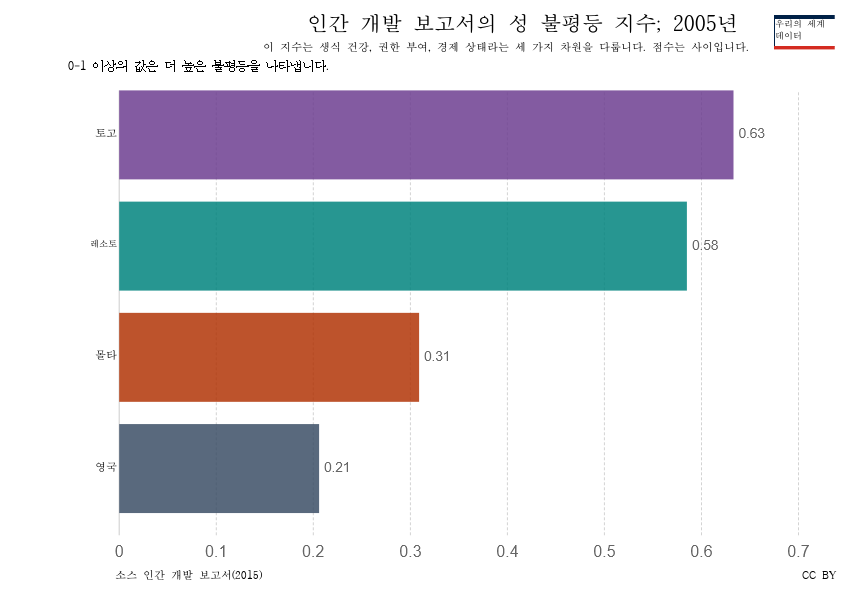 인간 개발 보고서의 성 불평등 지수; 2005년
우리의 세계
데이터
이 지수는 생식 건강, 권한 부여, 경제 상태라는 세 가지 차원을 다룹니다. 점수는 사이입니다.
0-1 이상의 값은 더 높은 불평등을 나타냅니다.
토고
0.63
레소토
0.58
몰타
0.31
영국
0.21
0 0.1 0.2 0.3 0.4 0.5 0.6 0.7
소스 인간 개발 보고서(2015)
CC BY